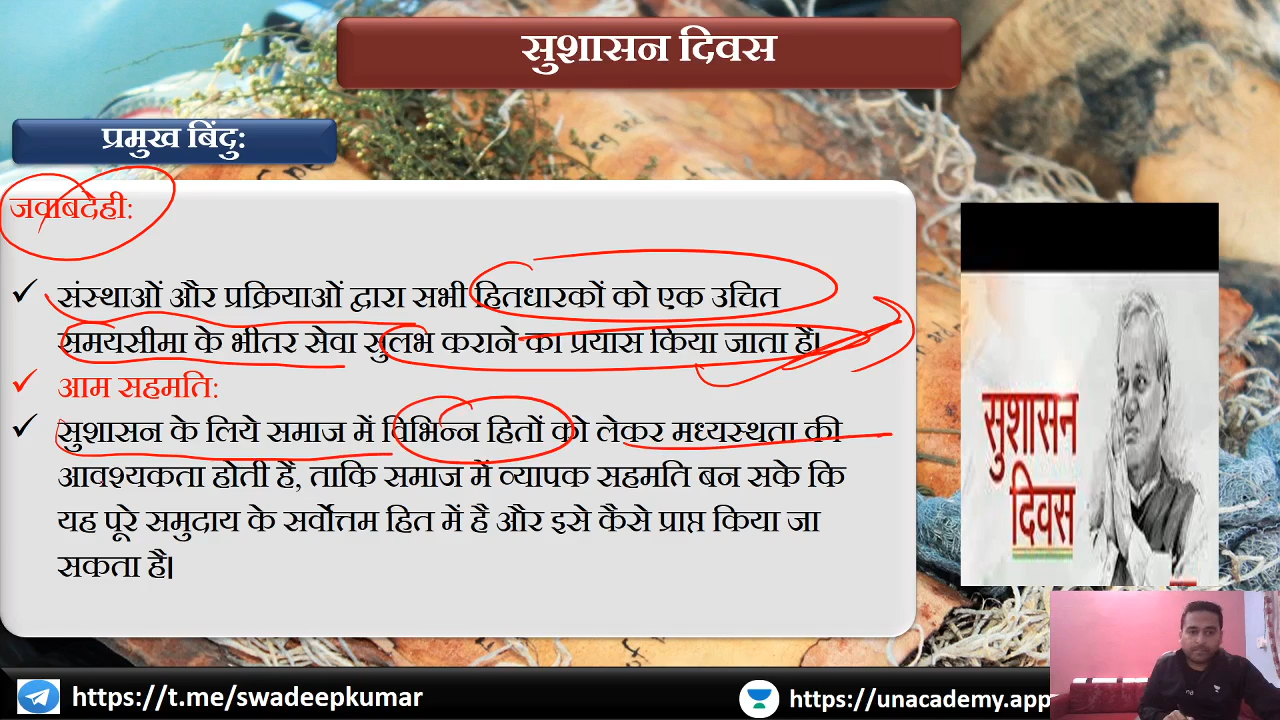 सुशासन दिवस
प्रमुख बिंदु:
जवाबदेही:
संस्थाओं और प्रक्रियाओं द्वारा सभी हितधारकों को एक उचित
समयसीमा के भीतर सेवा सुलभ कराने का प्रयास किया जाता है।
आम सहमति:
सुशासन के लिये समाज में विभिन्न हितों को लेकर मध्यस्थता की
आवश्यकता होती है, ताकि समाज में व्यापक सहमति बन सके कि
यह पूरे समुदाय के सर्वोत्तम हित में है और इसे कैसे प्राप्त किया जा
सकता है।
सुशासन
दिवस
https://t.me/swadeepkumar
https://unacademy.app